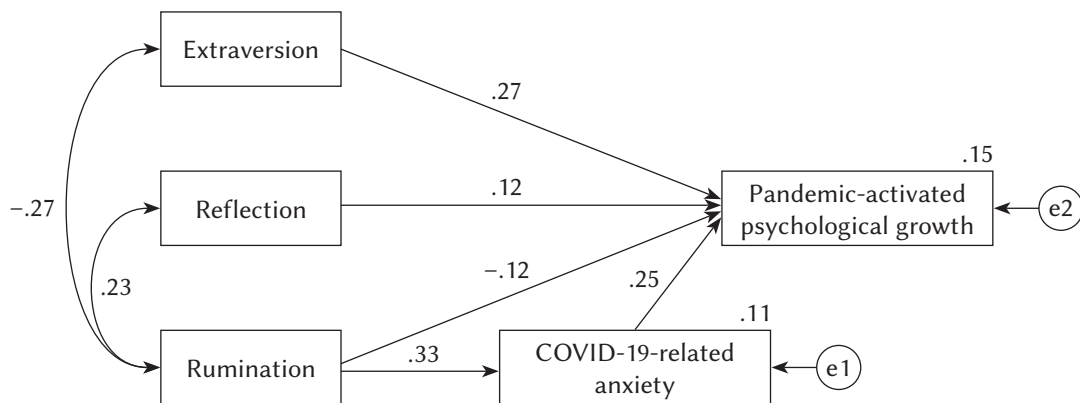 Extraversion
.27
.15
−.27
Reflection
.12
Pandemic-activated
psychological growth
e2
.23
−.12
.25
.11
Rumination
.33
COVID-19-related
anxiety
e1